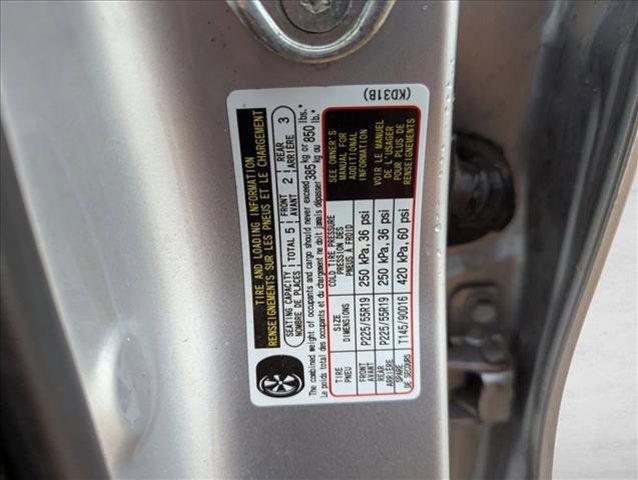 TIRE AND LOADING INFORMATION
RENSEIGNEMENTS SUR LES PNEUS ET LE CHARGEMENT
SEATING CAPACITY TOTAL 5 FRONT 2 REAR 3
NOMBRE DE PLACES AVANT ARRIÈRE
The combined weight of occupants and cargo should never exceed 385 kg or 850 lbs.
Le poids total des occupants et du chargement ne doit jamais dépasser 385 kg ou 850 lb.
TIRE SIZE COLD TIRE PRESSURE
PNEU DIMENSIONS PRESSION DES PNEUS À FROID
FRONT AVANT P225/55R19 250 kPa, 36 psi
REAR ARRIÈRE P225/55R19 250 kPa, 36 psi
SPARE DE SECOURS T145/90D16 420 kPa, 60 psi
SEE OWNER'S
MANUAL FOR
ADDITIONAL
INFORMATION
VOIR LE MANUEL
DE L'USAGER
POUR PLUS DE
RENSEIGNEMENTS
(KD31B)